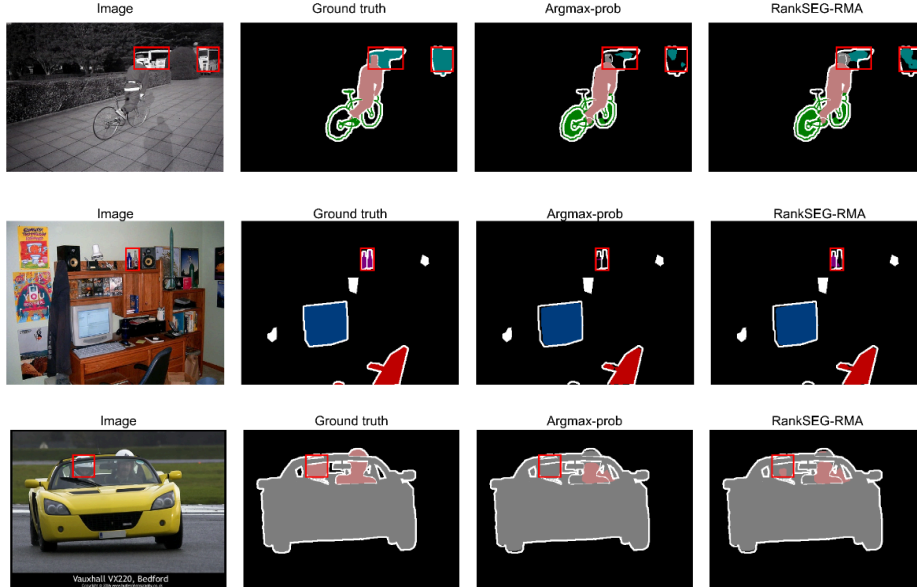 Image Ground truth Argmax-prob RankSEG-RMA
Image Ground truth Argmax-prob RankSEG-RMA
YOU
Image Ground truth Argmax-prob RankSEG-RMA
Vauxhall VX220, Bedford